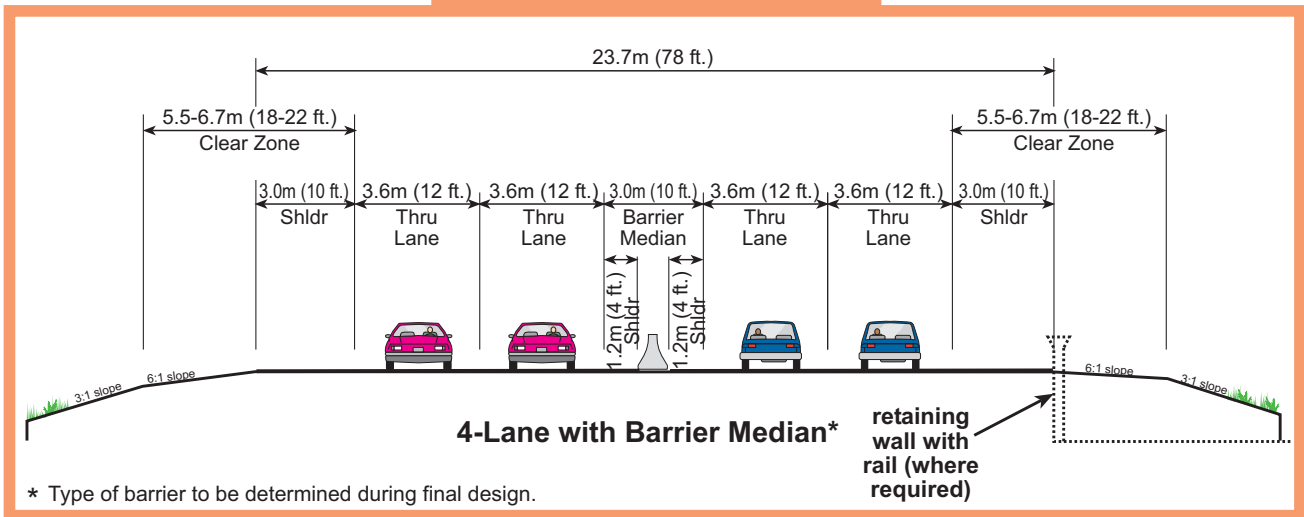 23.7m (78 ft.)
5.5-6.7m (18-22 ft.)
Clear Zone
5.5-6.7m (18-22 ft.)
Clear Zone
3.0m (10 ft.)
Shldr
3.6m (12 ft.)
Thru
Lane
3.6m (12 ft.)
Thru
Lane
3.0m (10 ft.)
Barrier
Median
3.6m (12 ft.)
Thru
Lane
3.6m (12 ft.)
Thru
Lane
3.0m (10 ft.)
Shldr
1.2m (4 ft.)
Shldr
1.2m (4 ft.)
Shldr
3:1 slope
6:1 slope
6:1 slope
3:1 slope
4-Lane with Barrier Median*
retaining
wall with
rail (where
required)
* Type of barrier to be determined during final design.